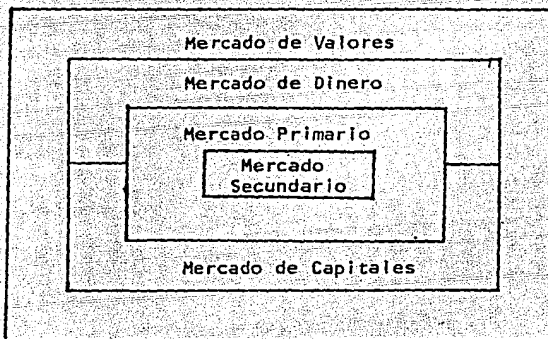 Mercado de Valores
Mercado de Dinero
Mercado Primario
Mercado
Secundario
Mercado de Capitales